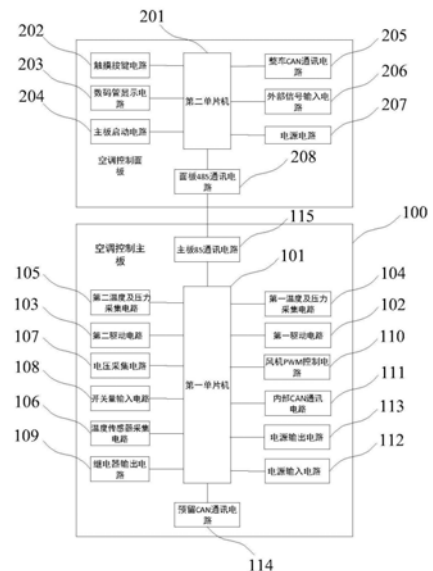 201
202
触摸按键电路
整车CAN通讯电
路
205
203
数码管显示电
路
第二单片机
外部信号输入电
路
206
204
主板启动电路
电源电路
207
空调控制面
板
面板485通讯电
路
208
115
100
空调控制主
板
主板85通讯电路
101
105
第二温度及压力
采集电路
第一温度及压力
采集电路
104
103
第二驱动电路
第一驱动电路
102
107
电压采集电路
第一单片机
风机PWM控制电
路
110
108
开关量输入电路
内部CAN通讯
电路
111
106
温度传感器采集
电路
电源输出电路
113
109
继电器输出电
路
电源输入电路
112
预留CAN通讯电
路
114